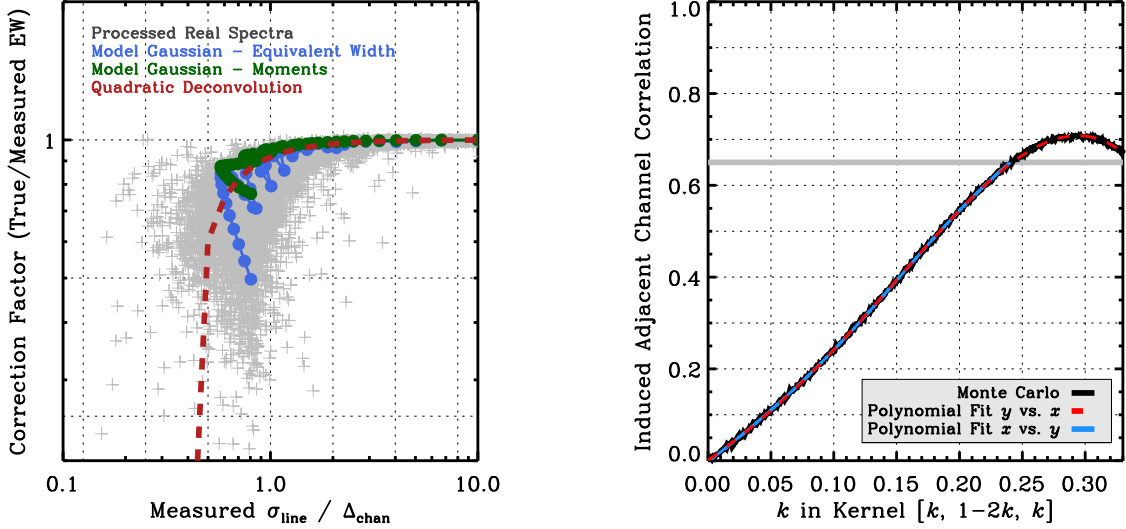 Correction Factor (True/Measured EW)
Processed Real Spectra
Model Gaussian − Equivalent Width
Model Gaussian − Moments
Quadratic Deconvolution
1
0.1
1.0
10.0
Measured σline / Δchan
Induced Adjacent Channel Correlation
1.0
0.8
0.6
0.4
0.2
0.0
Monte Carlo
Polynomial Fit y vs. x
Polynomial Fit x vs. y
0.00 0.05 0.10 0.15 0.20 0.25 0.30
k in Kernel [k, 1−2k, k]